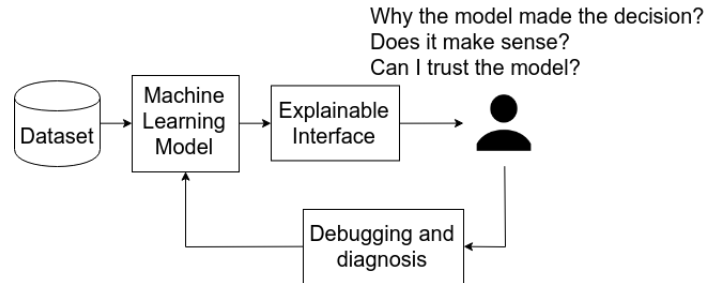 Why the model made the decision?
Does it make sense?
Can I trust the model?
Dataset
Machine
Learning
Model
Explainable
Interface
Debugging and
diagnosis